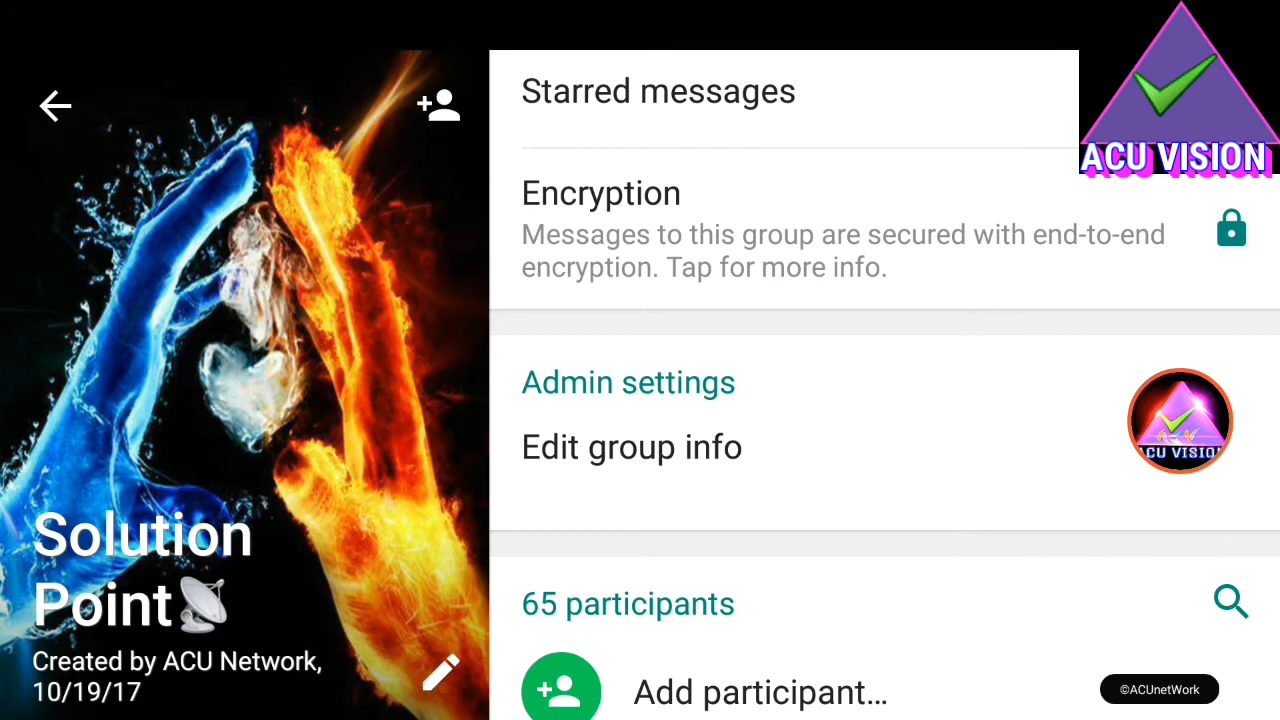 Starred messages
ACU VISION
Encryption
Messages to this group are secured with end-to-end
encryption. Tap for more info.
Admin settings
Edit group info
CU VISIO
Solution
Point
Created by ACU Network,
10/19/17
65 participants
Add participant...
©ACUnetWork